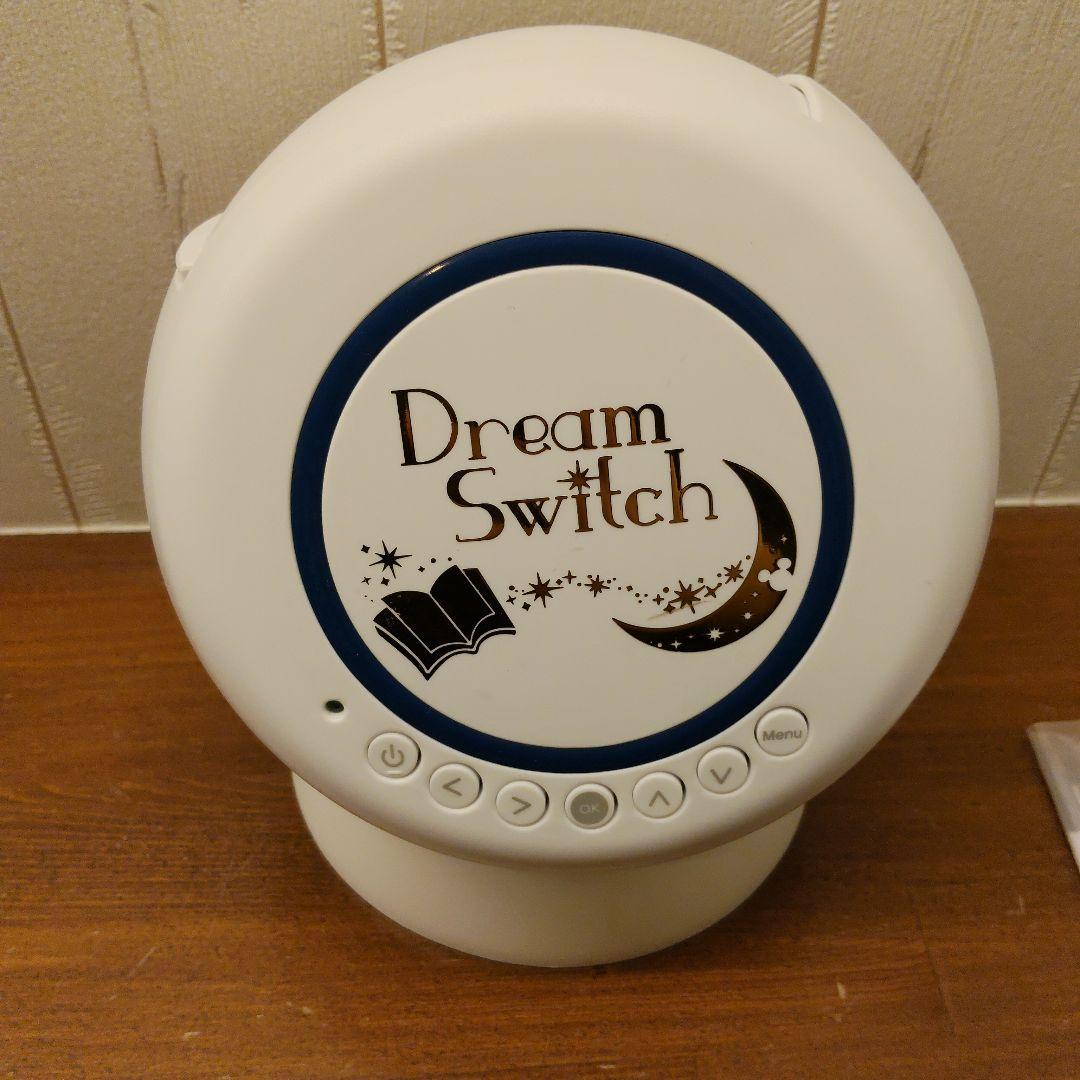 Dream
Switch
< > OK ∧ ∨ Menu